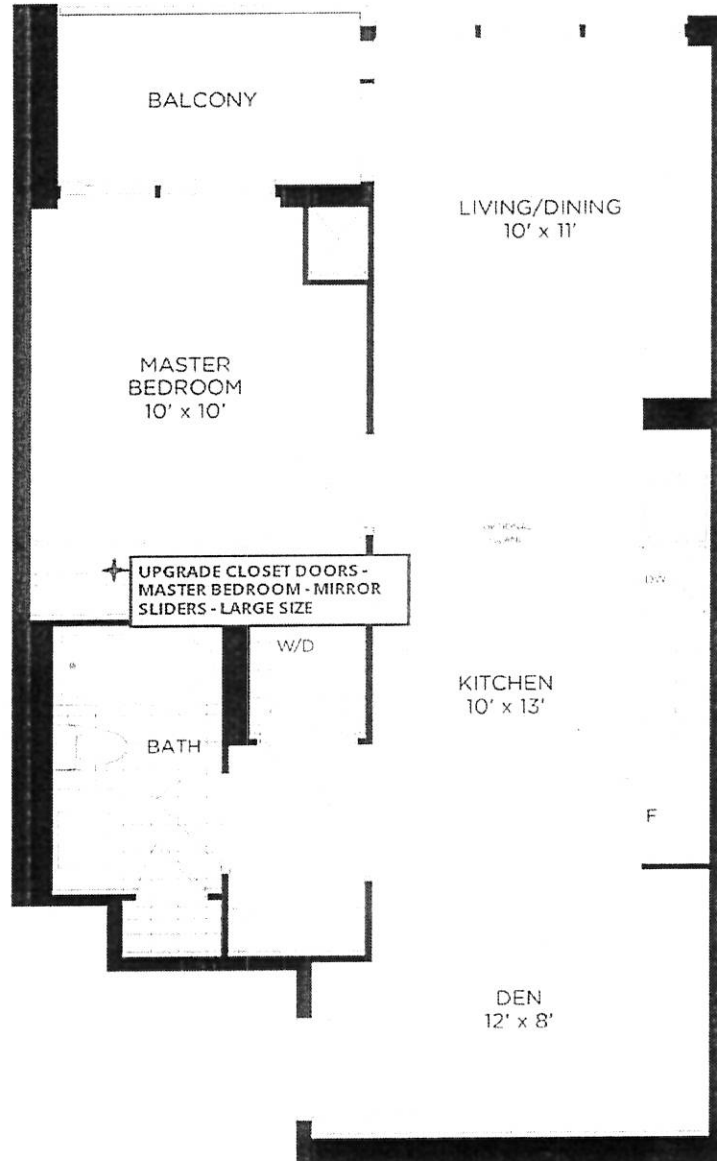 BALCONY
LIVING/DINING
10' x 11'
MASTER
BEDROOM
10' x 10'
UPGRADE CLOSET DOORS -
MASTER BEDROOM - MIRROR
SLIDERS - LARGE SIZE
DW
W/D
KITCHEN
10' x 13'
BATH
F
DEN
12' x 8'